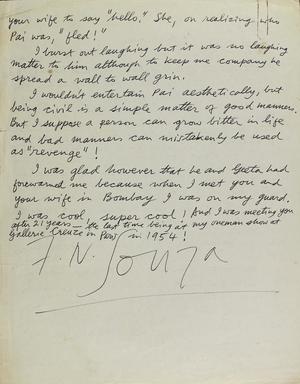 your wife to say "hello." She, on realizing who
Pai was, "fled!"
I burst out laughing but it was no laughing
matter to him although to keep me company he
spread a wall to wall grin.
I wouldn't entertain Pai aesthetically, but
being civil is a simple matter of good manners.
But I suppose a person can grow bitter in life
and bad manners can mistakenly be used
as "revenge"!
I was glad however that he and Geeta had
forewarned me because when I met you and
your wife in Bombay I was on my guard.
I was cool, super cool! And I was meeting you
after 21 years — the last time being at my oneman show at
Gallerie Creuze in Paris in 1954!
F. N. Souza